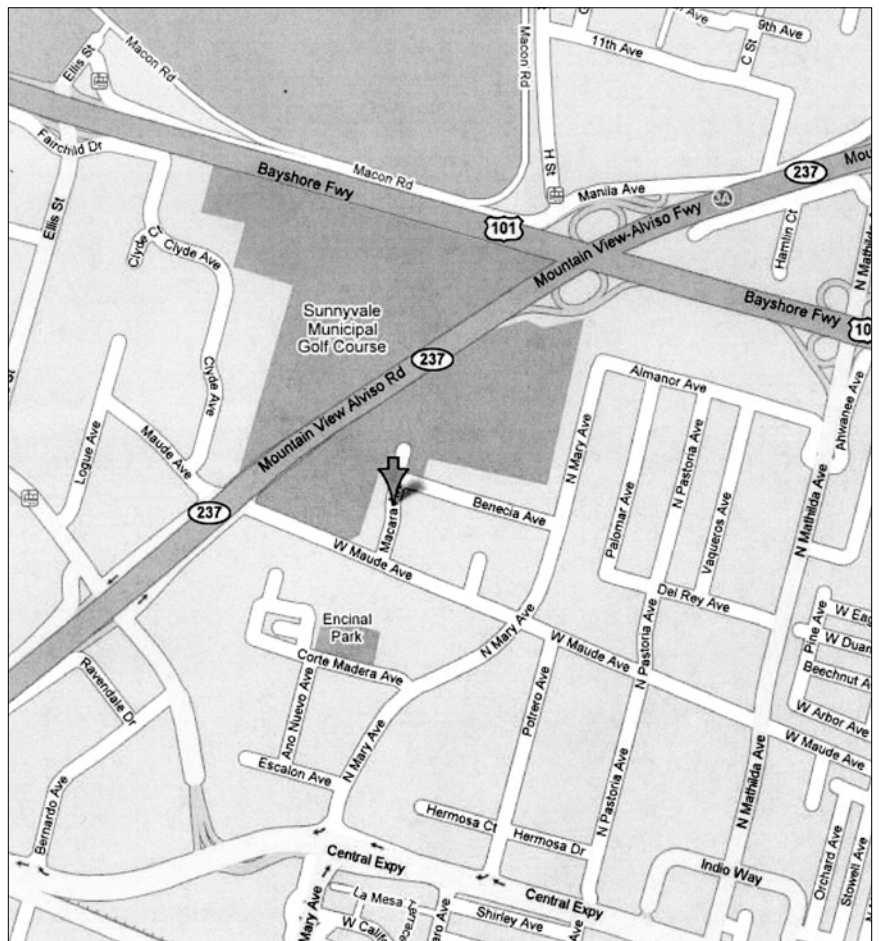 Ellis St
Macon Rd
Macon Rd
11th Ave
9th Ave
C St
Fairchild Dr
Ellis St
Bayshore Fwy
Macon Rd
H St
Manila Ave
237
101
3A
Mountain View-Alviso Fwy
Hamlin Ct
N Mathilda
Clyde Ct
Clyde Ave
Bayshore Fwy
Sunnyvale
Municipal
Golf Course
237
Mountain View Alviso Rd
Clyde Ave
Almanor Ave
Ahwanee Ave
Logue Ave
Maude Ave
N Mary Ave
N Pastoria Ave
Palomar Ave
Vaqueros Ave
N Mathilda Ave
237
Macara
Benecia Ave
W Maude Ave
Del Rey Ave
Encinal
Park
N Mary Ave
W Maude Ave
N Pastoria Ave
Pine Ave
W Duan
Beechnut A
W Arbor Ave
W Maude Ave
Corte Madera Ave
Ravendale Dr
Ano Nuevo Ave
N Mary Ave
Potrero Ave
N Pastoria Ave
N Mathilda Ave
Escalon Ave
Bernardo Ave
Hermosa Ct
Hermosa Dr
Central Expy
Indio Way
Orchard Ave
Stowell Ave
Mary Ave
La Mesa
Terrace
Central Expy
Shirley Ave
W Califo